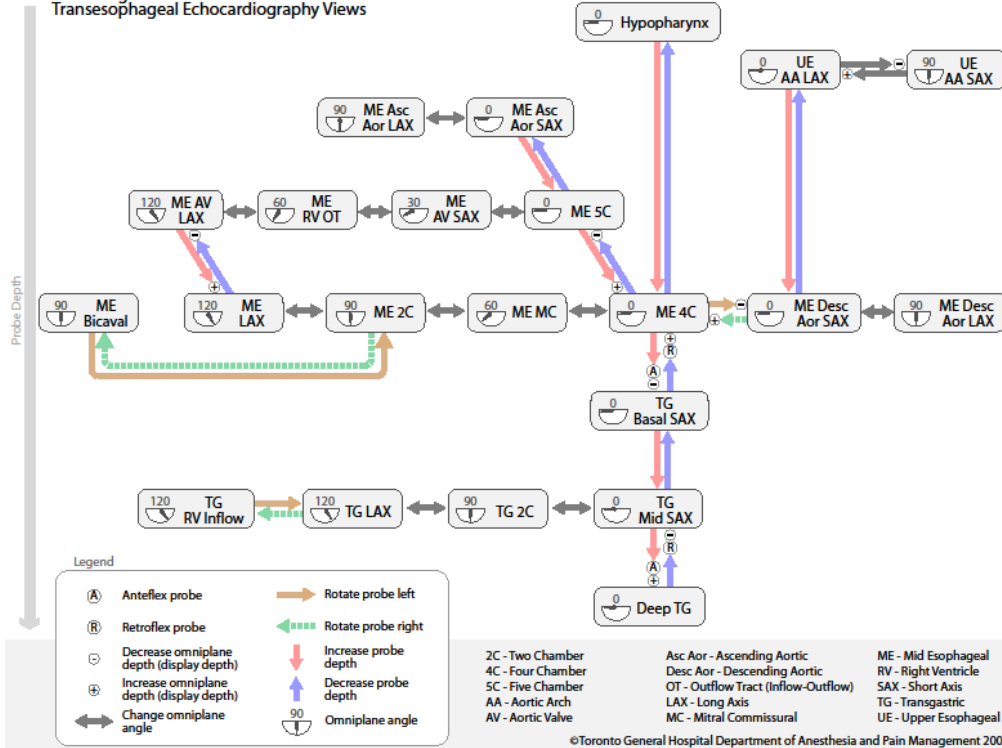 Transesophageal Echocardiography Views
0 Hypopharynx
0 UE
AA LAX
90 UE
AA SAX
90 ME Asc
Aor LAX
0 ME Asc
Aor SAX
120 ME AV
LAX
60 ME
RV OT
30 ME
AV SAX
0 ME 5C
Probe Depth
90 ME
Bicaval
120 ME
LAX
90 ME 2C
60 ME MC
0 ME 4C
0 ME Desc
Aor SAX
90 ME Desc
Aor LAX
A
R
0 TG
Basal SAX
120 TG
RV Inflow
120 TG LAX
90 TG 2C
0 TG
Mid SAX
R
A
0 Deep TG
Legend
A Anteflex probe
R Retroflex probe
Decrease omniplane
depth (display depth)
Increase omniplane
depth (display depth)
Change omniplane
angle
Rotate probe left
Rotate probe right
Increase probe
depth
Decrease probe
depth
90 Omniplane angle
2C - Two Chamber
4C - Four Chamber
5C - Five Chamber
AA - Aortic Arch
AV - Aortic Valve
Asc Aor - Ascending Aortic
Desc Aor - Descending Aortic
OT - Outflow Tract (Inflow-Outflow)
LAX - Long Axis
MC - Mitral Commissural
ME - Mid Esophageal
RV - Right Ventricle
SAX - Short Axis
TG - Transgastric
UE - Upper Esophageal
©Toronto General Hospital Department of Anesthesia and Pain Management 200